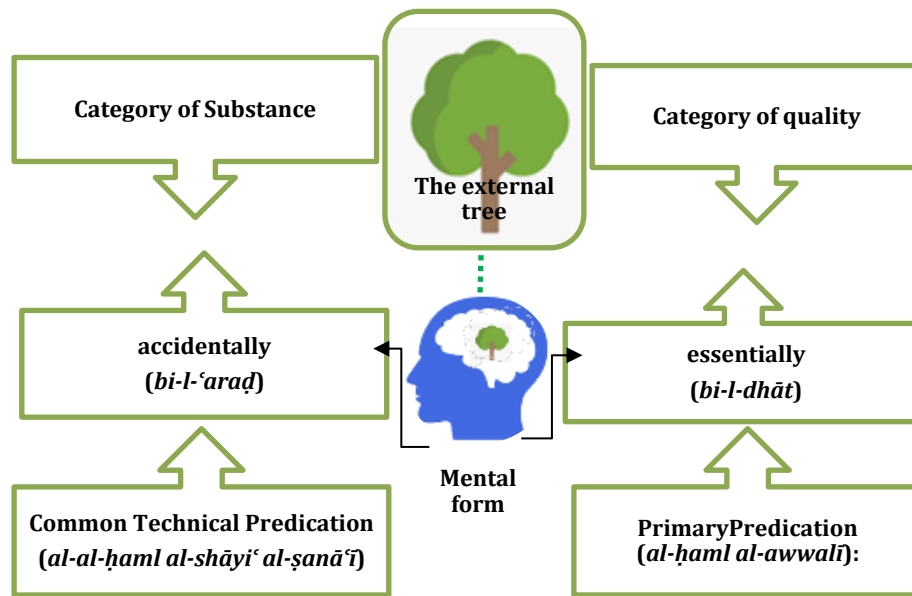 Category of Substance
The external
tree
Category of quality
accidentally
(bi-l-ʿaraḍ)
essentially
(bi-l-dhāt)
Mental
form
Common Technical Predication
(al-al-ḥaml al-shāyiʿ al-ṣanāʿī)
PrimaryPredication
(al-ḥaml al-awwalī):